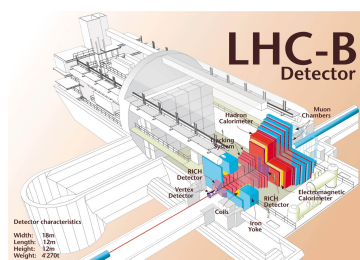 LHC-B
Detector
Hadron
Calorimeter
Muon
Chambers
Tracking
System
RICH
Detector
Vertex
Detector
RICH
Detector
Electromagnetic
Calorimeter
Coils
Iron
Yoke
Detector characteristics
Width: 18m
Length: 12m
Height: 12m
Weight: 4'270t